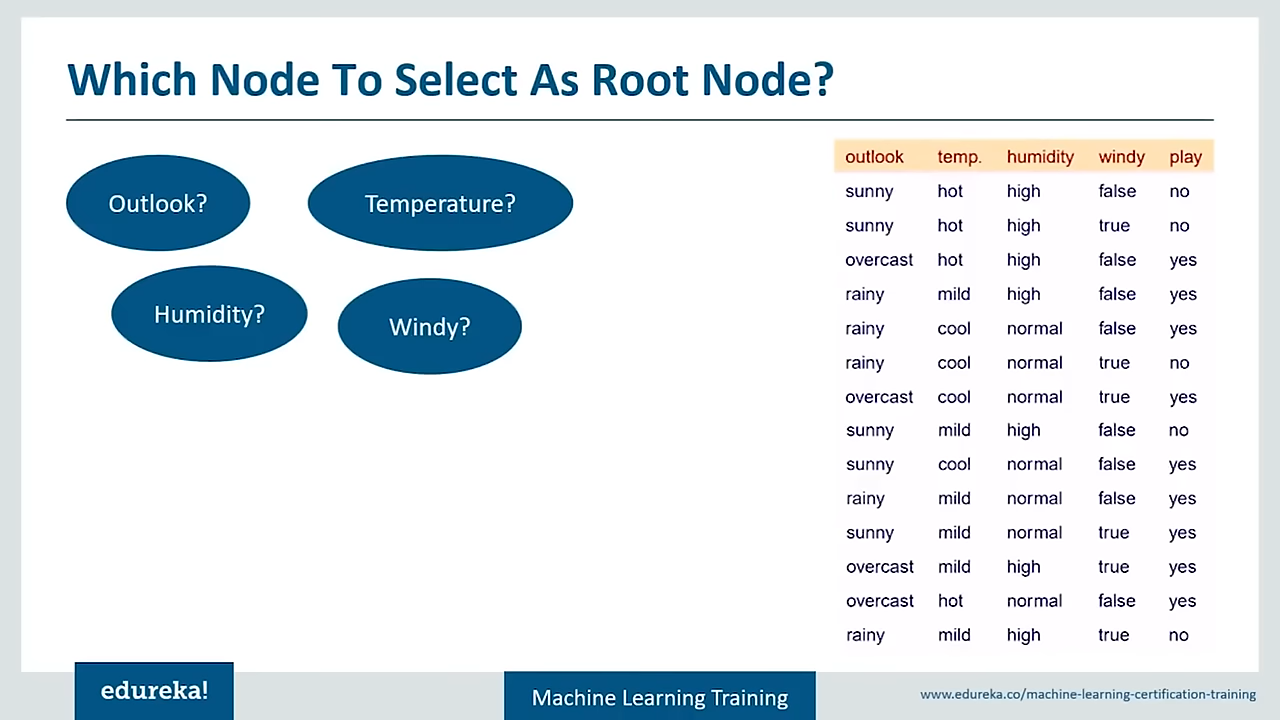 Which Node To Select As Root Node?
Outlook?
Temperature?
Humidity?
Windy?
outlook temp. humidity windy play
sunny hot high false no
sunny hot high true no
overcast hot high false yes
rainy mild high false yes
rainy cool normal false yes
rainy cool normal true no
overcast cool normal true yes
sunny mild high false no
sunny cool normal false yes
rainy mild normal false yes
sunny mild normal true yes
overcast mild high true yes
overcast hot normal false yes
rainy mild high true no
edureka!
Machine Learning Training
www.edureka.co/machine-learning-certification-training